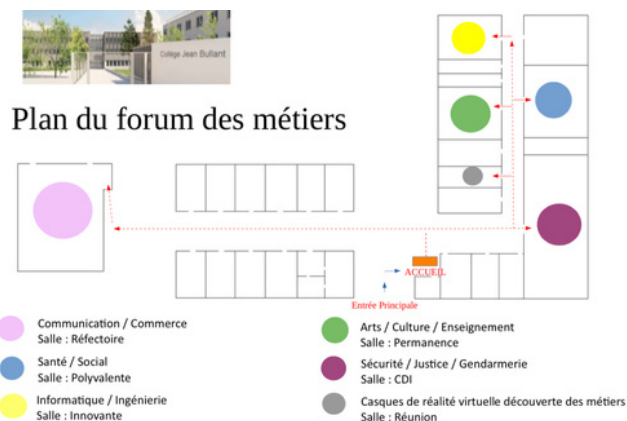 Collège Jean Bullant
Plan du forum des métiers
ACCUEIL
Entrée Principale
Communication / Commerce
Salle : Réfectoire
Santé / Social
Salle : Polyvalente
Informatique / Ingénierie
Salle : Innovante
Arts / Culture / Enseignement
Salle : Permanence
Sécurité / Justice / Gendarmerie
Salle : CDI
Casques de réalité virtuelle découverte des métiers
Salle : Réunion